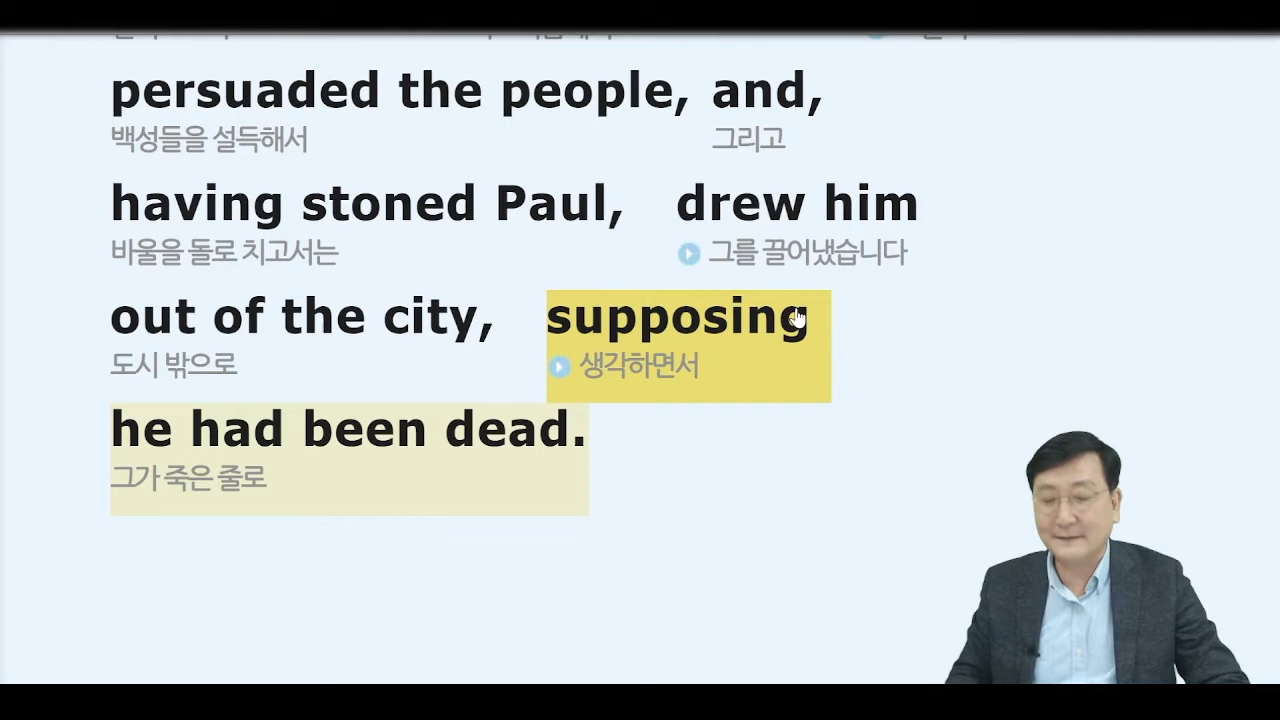 persuaded the people, and,
백성들을 설득해서 그리고
having stoned Paul, drew him
바울을 돌로 치고서는 그를 끌어냈습니다
out of the city, supposing
도시 밖으로 생각하면서
he had been dead.
그가 죽은 줄로